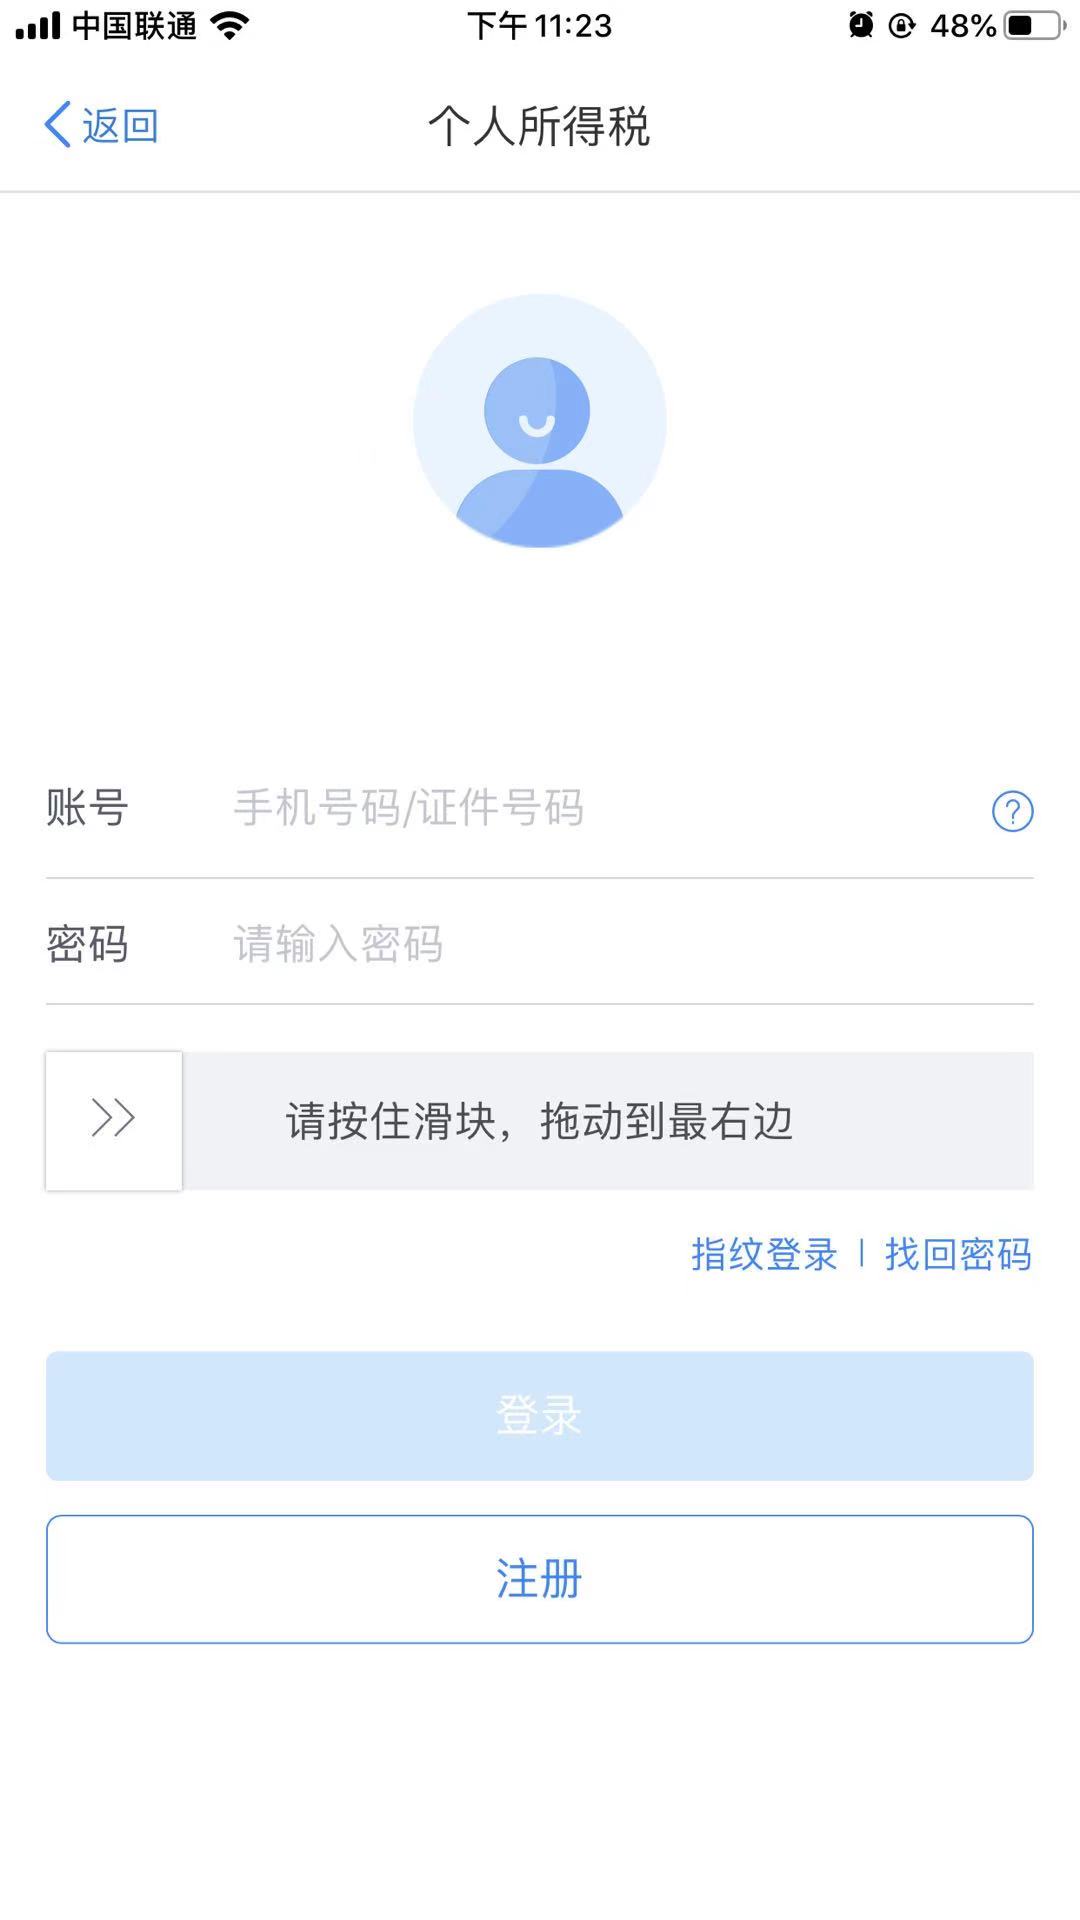 中国联通 下午11:23 48%
返回 个人所得税
账号 手机号码/证件号码 ?
密码 请输入密码
请按住滑块，拖动到最右边
指纹登录 | 找回密码
登录
注册